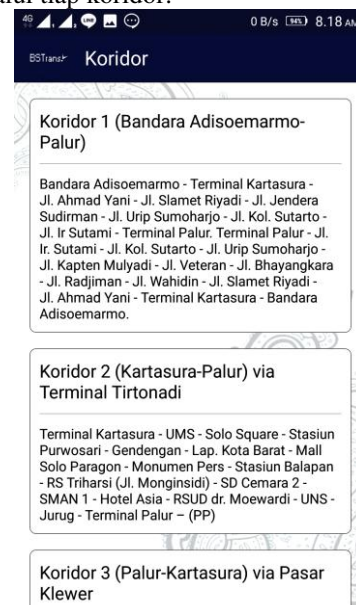 4G 0 B/s 94% 8.18 AM
BSTrans Koridor
Koridor 1 (Bandara Adisoemarmo-
Palur)
Bandara Adisoemarmo - Terminal Kartasura -
Jl. Ahmad Yani - Jl. Slamet Riyadi - Jl. Jendera
Sudirman - Jl. Urip Sumoharjo - Jl. Kol. Sutarto -
Jl. Ir Sutami - Terminal Palur. Terminal Palur - Jl.
Ir. Sutami - Jl. Kol. Sutarto - Jl. Urip Sumoharjo -
Jl. Kapten Mulyadi - Jl. Veteran - Jl. Bhayangkara
- Jl. Radjiman - Jl. Wahidin - Jl. Slamet Riyadi -
Jl. Ahmad Yani - Terminal Kartasura - Bandara
Adisoemarmo.
Koridor 2 (Kartasura-Palur) via
Terminal Tirtonadi
Terminal Kartasura - UMS - Solo Square - Stasiun
Purwosari - Gendengan - Lap. Kota Barat - Mall
Solo Paragon - Monumen Pers - Stasiun Balapan
- RS Triharsi (Jl. Monginsidi) - SD Cemara 2 -
SMAN 1 - Hotel Asia - RSUD dr. Moewardi - UNS -
Jurug - Terminal Palur – (PP)
Koridor 3 (Palur-Kartasura) via Pasar
Klewer